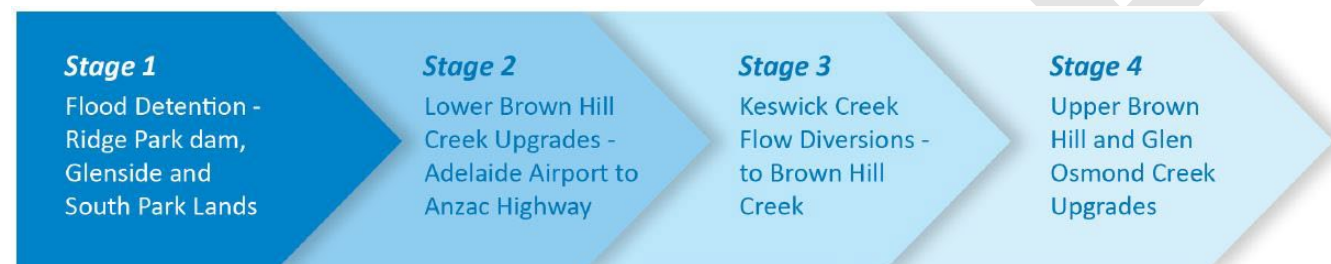 Stage 1
Flood Detention -
Ridge Park dam,
Glenside and
South Park Lands
Stage 2
Lower Brown Hill
Creek Upgrades -
Adelaide Airport to
Anzac Highway
Stage 3
Keswick Creek
Flow Diversions -
to Brown Hill
Creek
Stage 4
Upper Brown
Hill and Glen
Osmond Creek
Upgrades